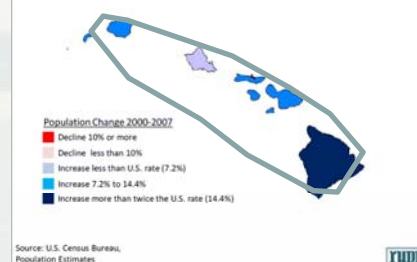 Population Change 2000-2007
Decline 10% or more
Decline less than 10%
Increase less than U.S. rate (7.2%)
Increase 7.2% to 14.4%
Increase more than twice the U.S. rate (14.4%)
Source: U.S. Census Bureau,
Population Estimates